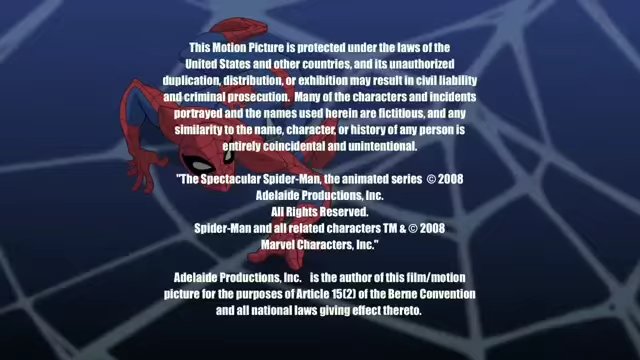 This Motion Picture is protected under the laws of the
United States and other countries, and its unauthorized
duplication, distribution, or exhibition may result in civil liability
and criminal prosecution. Many of the characters and incidents
portrayed and the names used herein are fictitious, and any
similarity to the name, character, or history of any person is
entirely coincidental and unintentional.
"The Spectacular Spider-Man, the animated series © 2008
Adelaide Productions, Inc.
All Rights Reserved.
Spider-Man and all related characters TM & © 2008
Marvel Characters, Inc."
Adelaide Productions, Inc. is the author of this film/motion
picture for the purposes of Article 15(2) of the Berne Convention
and all national laws giving effect thereto.